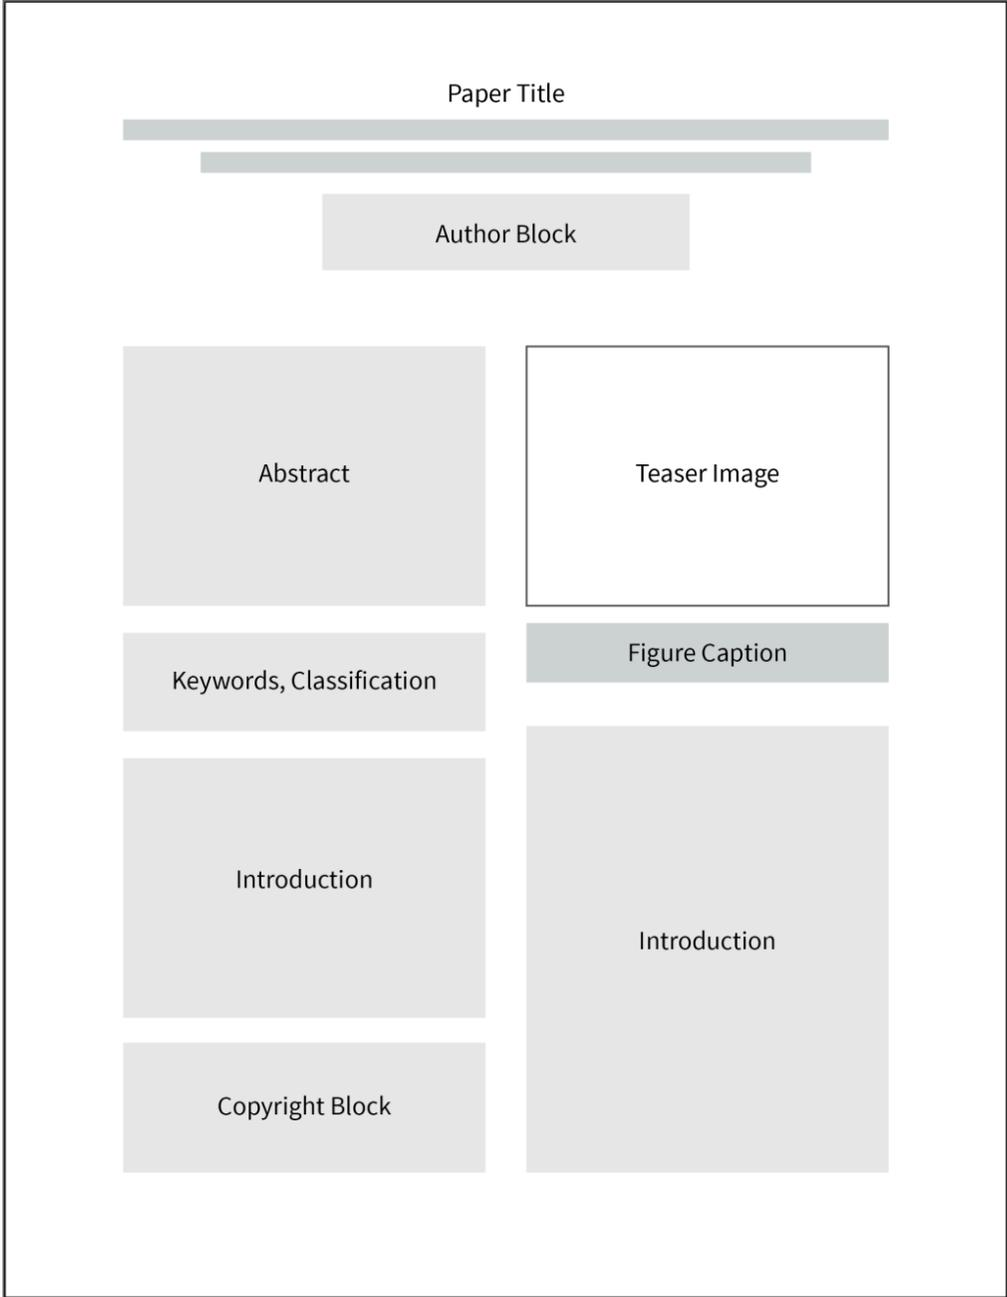 Paper Title
Author Block
Abstract
Keywords, Classification
Introduction
Copyright Block
Teaser Image
Figure Caption
Introduction